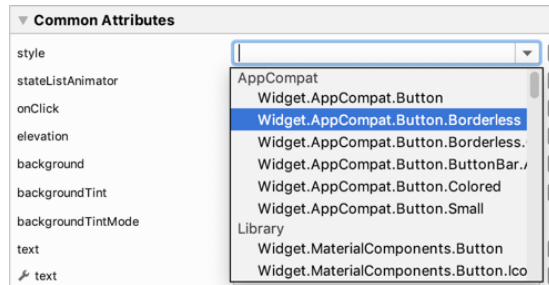 Common Attributes
style
stateListAnimator
onClick
elevation
background
backgroundTint
backgroundTintMode
text
text
AppCompat
Widget.AppCompat.Button
Widget.AppCompat.Button.Borderless
Widget.AppCompat.Button.Borderless.
Widget.AppCompat.Button.ButtonBar.
Widget.AppCompat.Button.Colored
Widget.AppCompat.Button.Small
Library
Widget.MaterialComponents.Button
Widget.MaterialComponents.Button.Ico